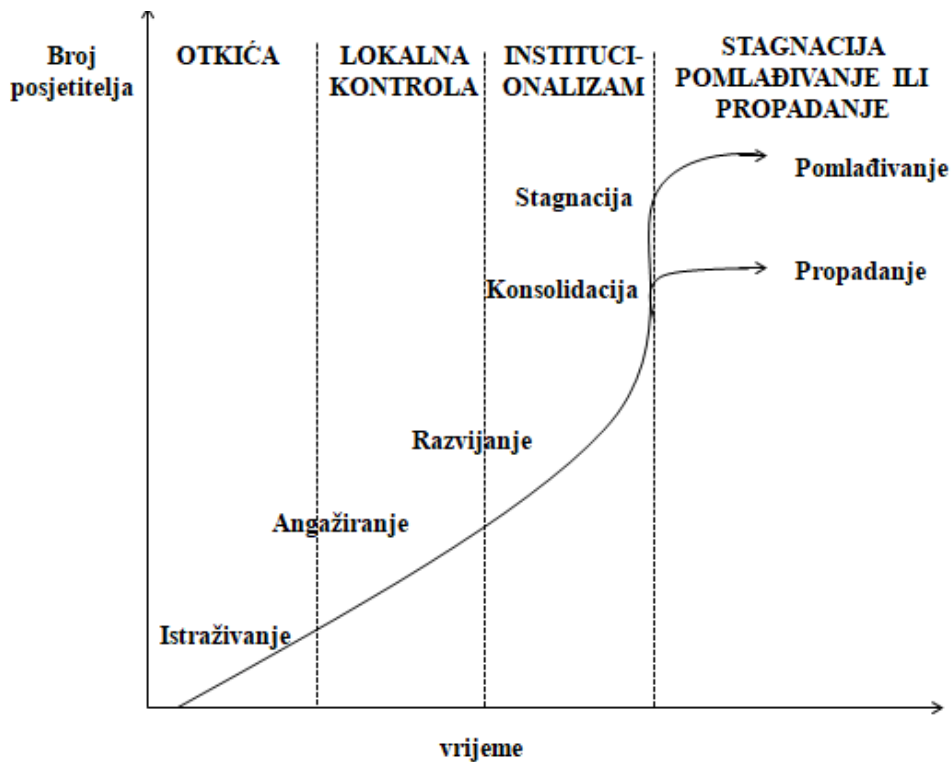 Broj
posjetitelja
OTKIĆA
LOKALNA
KONTROLA
INSTITUCI-
ONALIZAM
STAGNACIJA
POMLAĐIVANJE ILI
PROPADANJE
Pomlađivanje
Stagnacija
Propadanje
Konsolidacija
Razvijanje
Angažiranje
Istraživanje
vrijeme